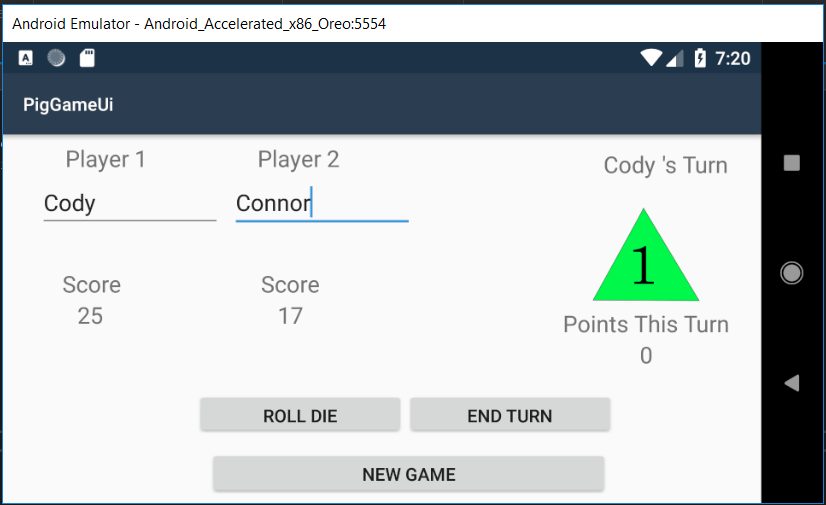 Android Emulator - Android_Accelerated_x86_Oreo:5554
A
7:20
PigGameUi
Player 1
Player 2
Cody 's Turn
Cody
Connor
1
Score
Score
25
17
Points This Turn
0
ROLL DIE
END TURN
NEW GAME